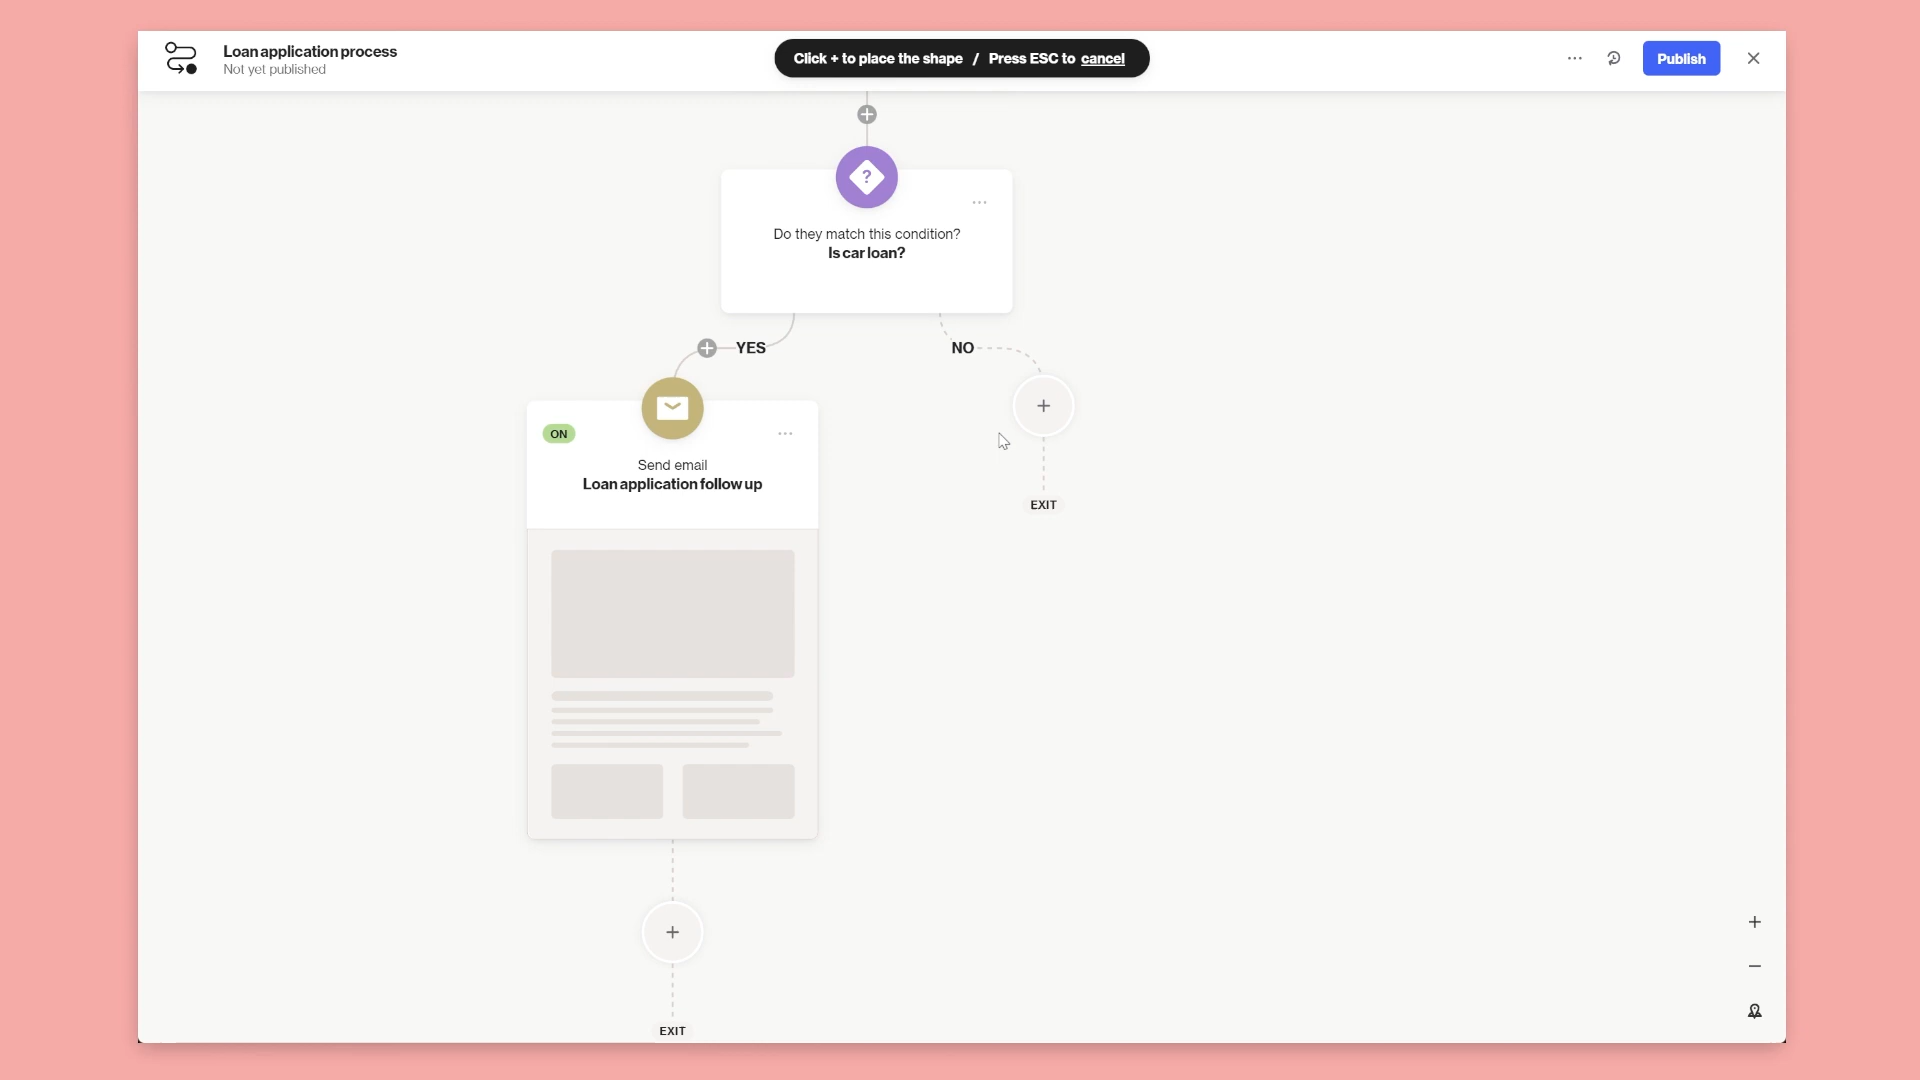 Loan application process
Not yet published
Click + to place the shape / Press ESC to cancel
Publish
?
Do they match this condition?
Is car loan?
YES
NO
ON
Send email
Loan application follow up
EXIT
EXIT